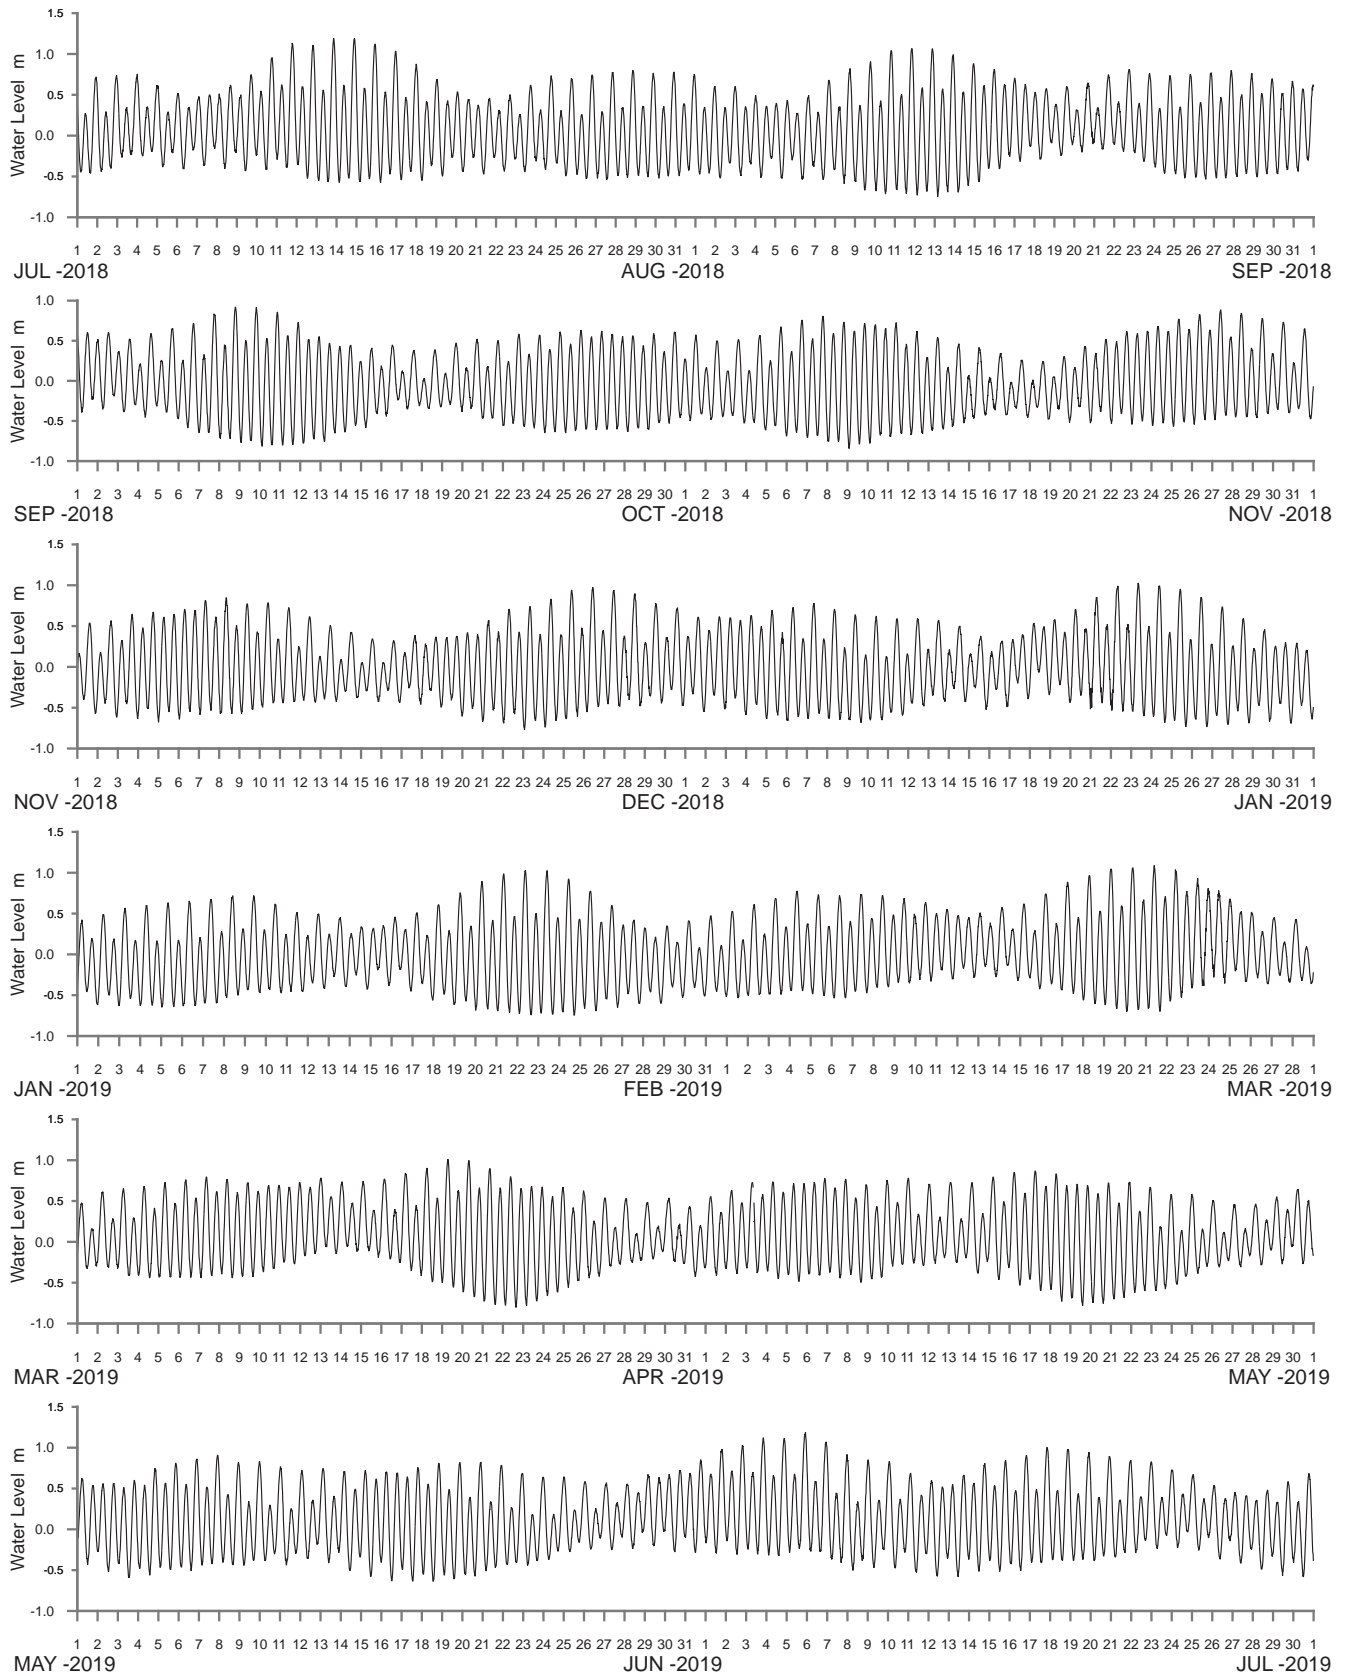 1.5
1.0
0.5
0.0
-0.5
-1.0
Water Level m
1 2 3 4 5 6 7 8 9 10 11 12 13 14 15 16 17 18 19 20 21 22 23 24 25 26 27 28 29 30 31 1 2 3 4 5 6 7 8 9 10 11 12 13 14 15 16 17 18 19 20 21 22 23 24 25 26 27 28 29 30 31 1
JUL -2018 AUG -2018 SEP -2018
1.0
0.5
0.0
-0.5
-1.0
Water Level m
1 2 3 4 5 6 7 8 9 10 11 12 13 14 15 16 17 18 19 20 21 22 23 24 25 26 27 28 29 30 1 2 3 4 5 6 7 8 9 10 11 12 13 14 15 16 17 18 19 20 21 22 23 24 25 26 27 28 29 30 31 1
SEP -2018 OCT -2018 NOV -2018
1.5
1.0
0.5
0.0
-0.5
-1.0
Water Level m
1 2 3 4 5 6 7 8 9 10 11 12 13 14 15 16 17 18 19 20 21 22 23 24 25 26 27 28 29 30 1 2 3 4 5 6 7 8 9 10 11 12 13 14 15 16 17 18 19 20 21 22 23 24 25 26 27 28 29 30 31 1
NOV -2018 DEC -2018 JAN -2019
1.5
1.0
0.5
0.0
-0.5
-1.0
Water Level m
1 2 3 4 5 6 7 8 9 10 11 12 13 14 15 16 17 18 19 20 21 22 23 24 25 26 27 28 29 30 31 1 2 3 4 5 6 7 8 9 10 11 12 13 14 15 16 17 18 19 20 21 22 23 24 25 26 27 28 1
JAN -2019 FEB -2019 MAR -2019
1.5
1.0
0.5
0.0
-0.5
-1.0
Water Level m
1 2 3 4 5 6 7 8 9 10 11 12 13 14 15 16 17 18 19 20 21 22 23 24 25 26 27 28 29 30 31 1 2 3 4 5 6 7 8 9 10 11 12 13 14 15 16 17 18 19 20 21 22 23 24 25 26 27 28 29 30 1
MAR -2019 APR -2019 MAY -2019
1.5
1.0
0.5
0.0
-0.5
-1.0
Water Level m
1 2 3 4 5 6 7 8 9 10 11 12 13 14 15 16 17 18 19 20 21 22 23 24 25 26 27 28 29 30 31 1 2 3 4 5 6 7 8 9 10 11 12 13 14 15 16 17 18 19 20 21 22 23 24 25 26 27 28 29 30 1
MAY -2019 JUN -2019 JUL -2019